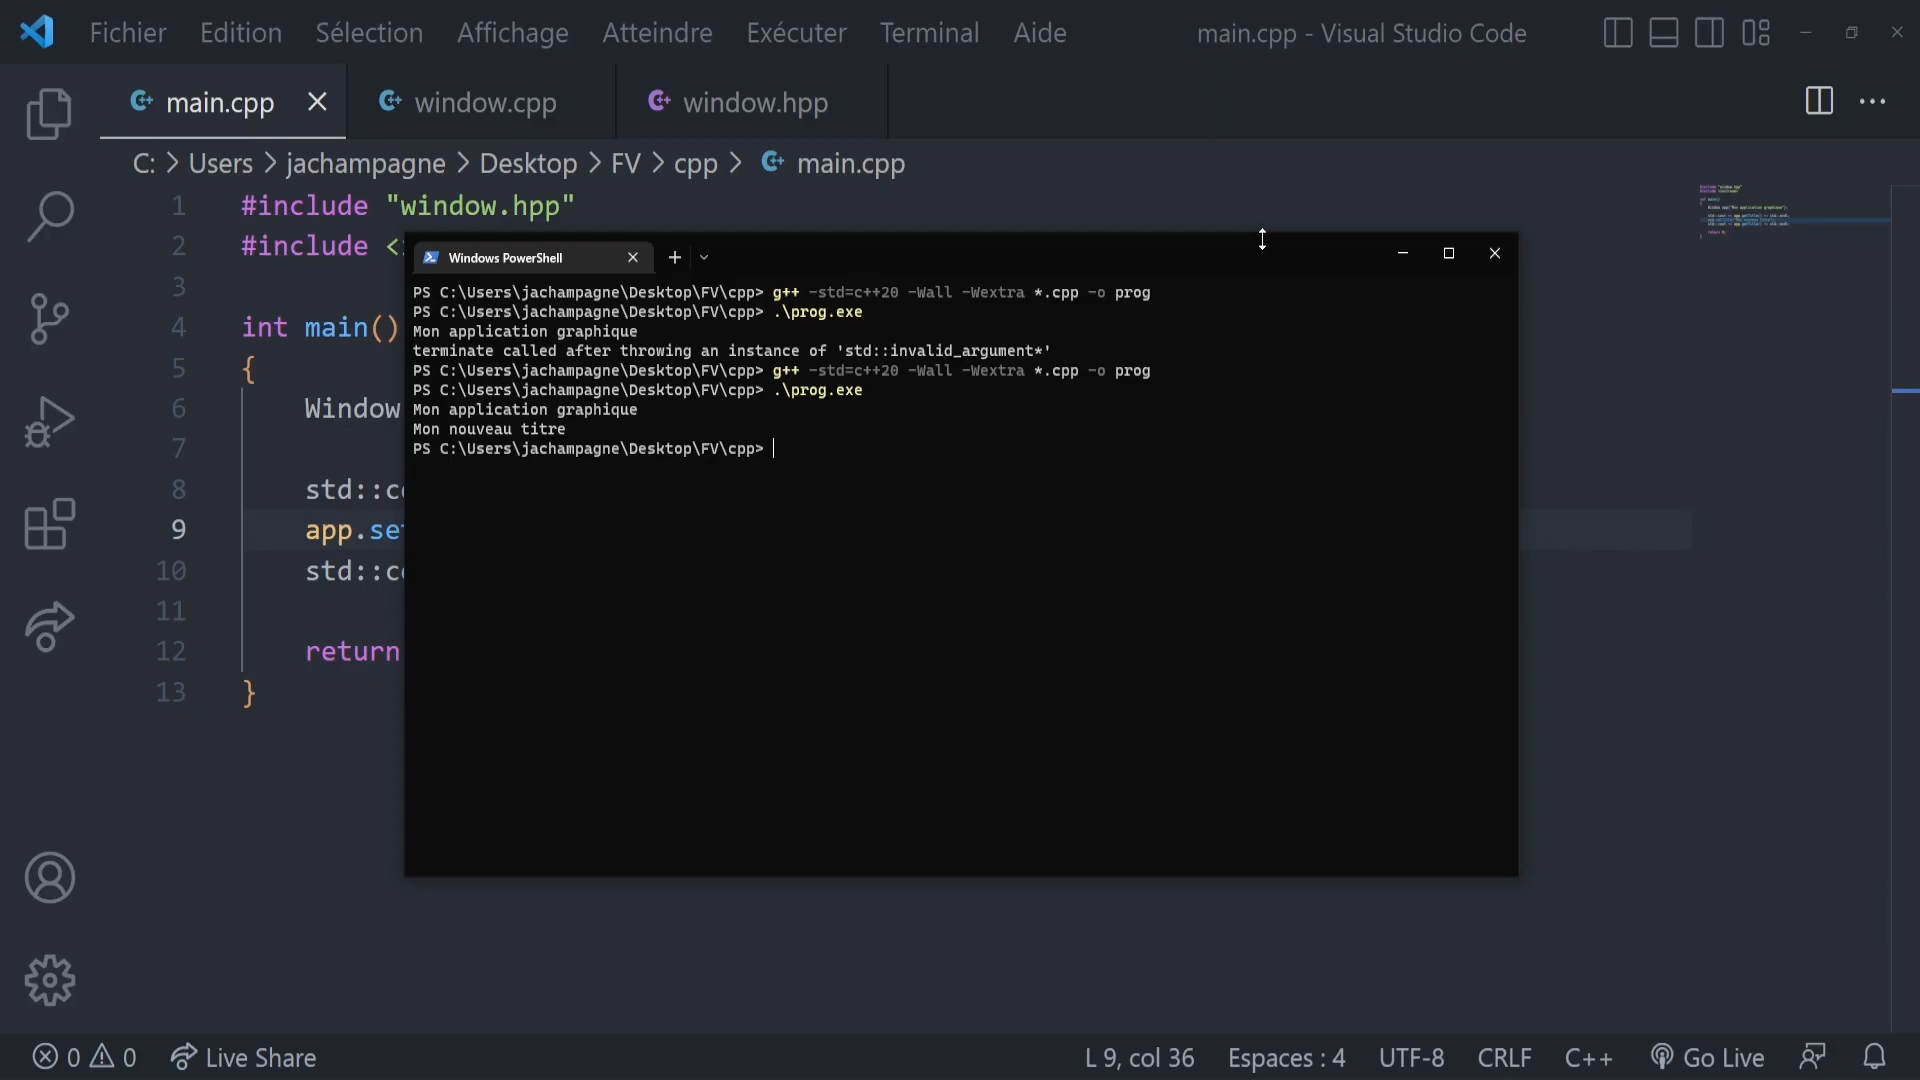 Fichier Edition Sélection Affichage Atteindre Exécuter Terminal Aide main.cpp - Visual Studio Code
main.cpp window.cpp window.hpp
C: > Users > jachampagne > Desktop > FV > cpp > main.cpp
1 #include "window.hpp"
2 #include <
3
4 int main()
5 {
6 Window
7
8 std::co
9 app.set
10 std::co
11
12 return
13 }
Windows PowerShell
PS C:\Users\jachampagne\Desktop\FV\cpp> g++ -std=c++20 -Wall -Wextra *.cpp -o prog
PS C:\Users\jachampagne\Desktop\FV\cpp> .\prog.exe
Mon application graphique
terminate called after throwing an instance of 'std::invalid_argument*'
PS C:\Users\jachampagne\Desktop\FV\cpp> g++ -std=c++20 -Wall -Wextra *.cpp -o prog
PS C:\Users\jachampagne\Desktop\FV\cpp> .\prog.exe
Mon application graphique
Mon nouveau titre
PS C:\Users\jachampagne\Desktop\FV\cpp>
0 0 Live Share L 9, col 36 Espaces : 4 UTF-8 CRLF C++ Go Live